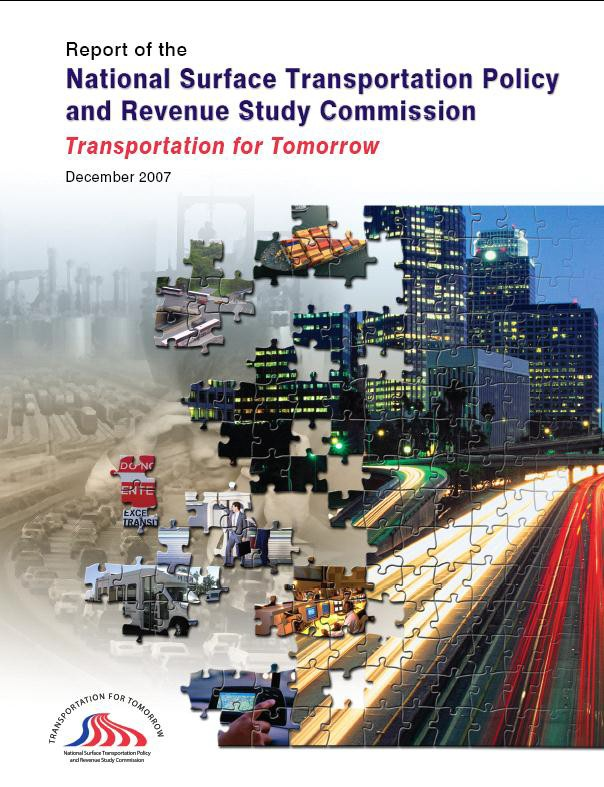 Report of the
National Surface Transportation Policy
and Revenue Study Commission
Transportation for Tomorrow
December 2007
DO NO
ENTE
EXCE
TRANSI
TRANSPORTATION FOR TOMORROW
National Surface Transportation Policy
and Revenue Study Commission